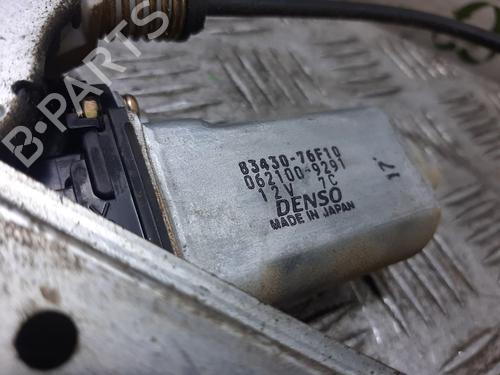 B-PARTS
83430-76F10
062100-9291
12V 7C
DENSO
MADE IN JAPAN
17